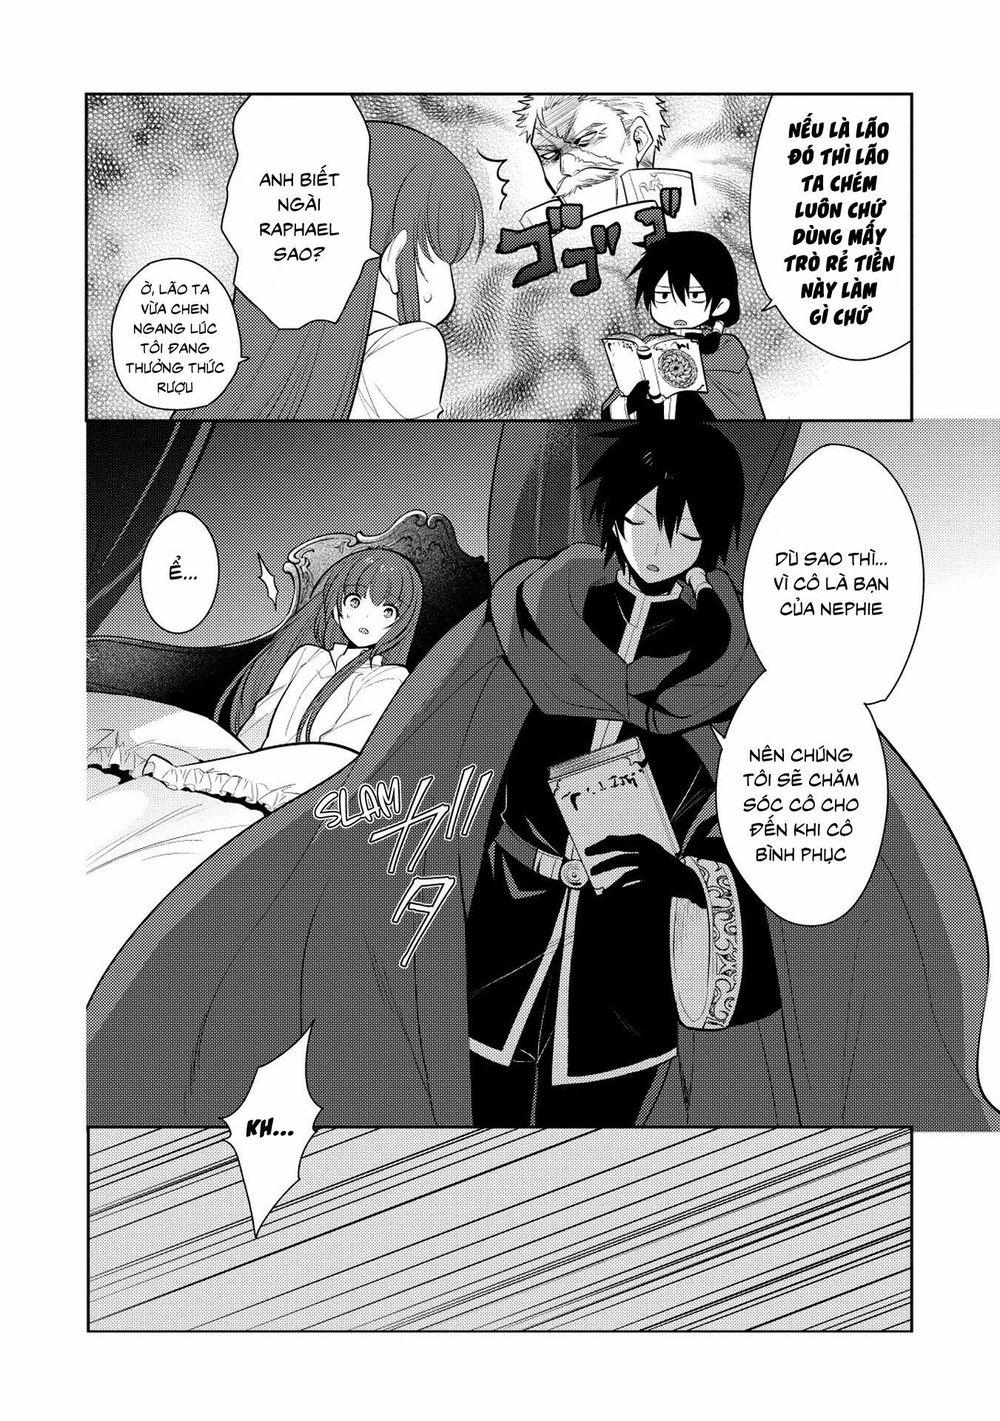 NẾU LÀ LÃO
ĐÓ THÌ LÃO
TA CHÉM
LUÔN CHỨ
DÙNG MẤY
TRÒ RẺ TIỀN
NÀY LÀM
GÌ CHỨ
ゴゴゴ
ANH BIẾT
NGÀI
RAPHAEL
SAO?
Ờ, LÃO TA
VỪA CHEN
NGANG LÚC
TÔI ĐANG
THƯỞNG THỨC
RƯỢU
DÙ SAO THÌ...
VÌ CÔ LÀ BẠN
CỦA NEPHIE
NÊN CHÚNG
TÔI SẼ CHĂM
SÓC CÔ CHO
ĐẾN KHI CÔ
BÌNH PHỤC
Ể...
SLAM
KH...